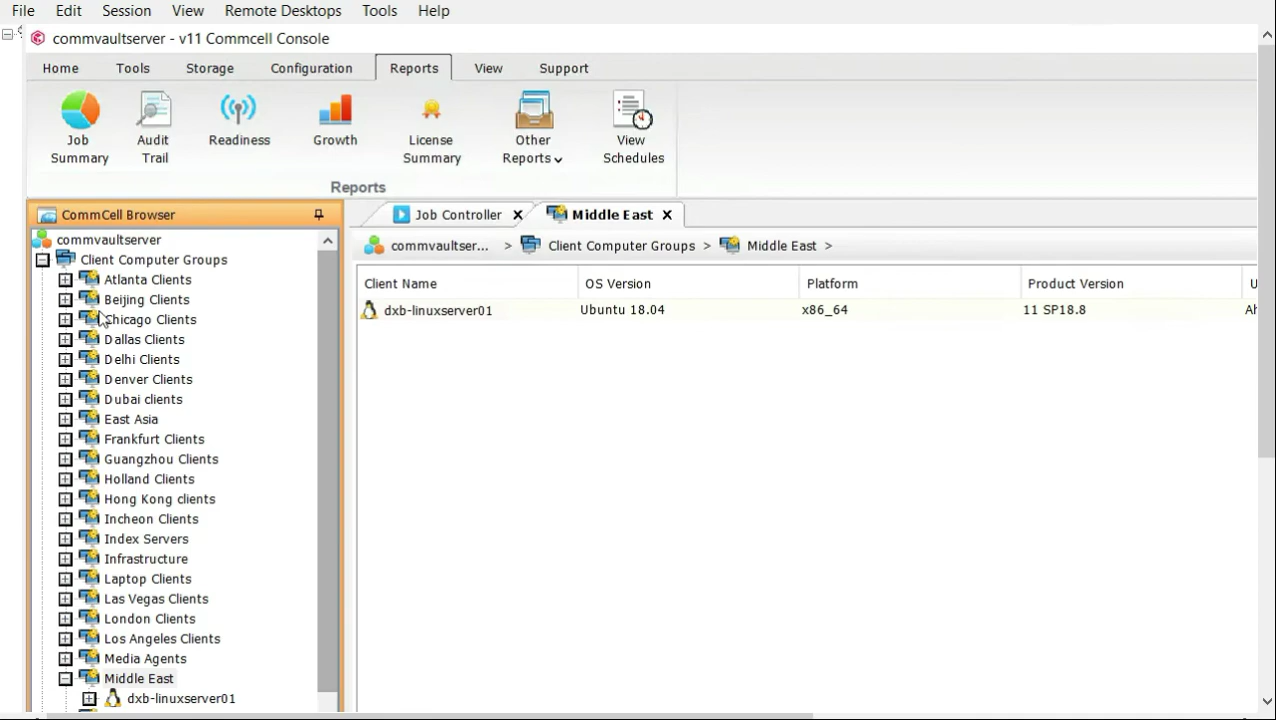 File Edit Session View Remote Desktops Tools Help
commvaultserver - v11 Commcell Console
Home Tools Storage Configuration Reports View Support
Job Summary
Audit Trail
Readiness
Growth
License Summary
Other Reports
View Schedules
Reports
CommCell Browser
Job Controller
Middle East
commvaultserver
commvaultser... > Client Computer Groups > Middle East >
Client Computer Groups
Atlanta Clients
Beijing Clients
Chicago Clients
Dallas Clients
Delhi Clients
Denver Clients
Dubai clients
East Asia
Frankfurt Clients
Guangzhou Clients
Holland Clients
Hong Kong clients
Incheon Clients
Index Servers
Infrastructure
Laptop Clients
Las Vegas Clients
London Clients
Los Angeles Clients
Media Agents
Middle East
dxb-linuxserver01
Client Name OS Version Platform Product Version U
dxb-linuxserver01 Ubuntu 18.04 x86_64 11 SP18.8